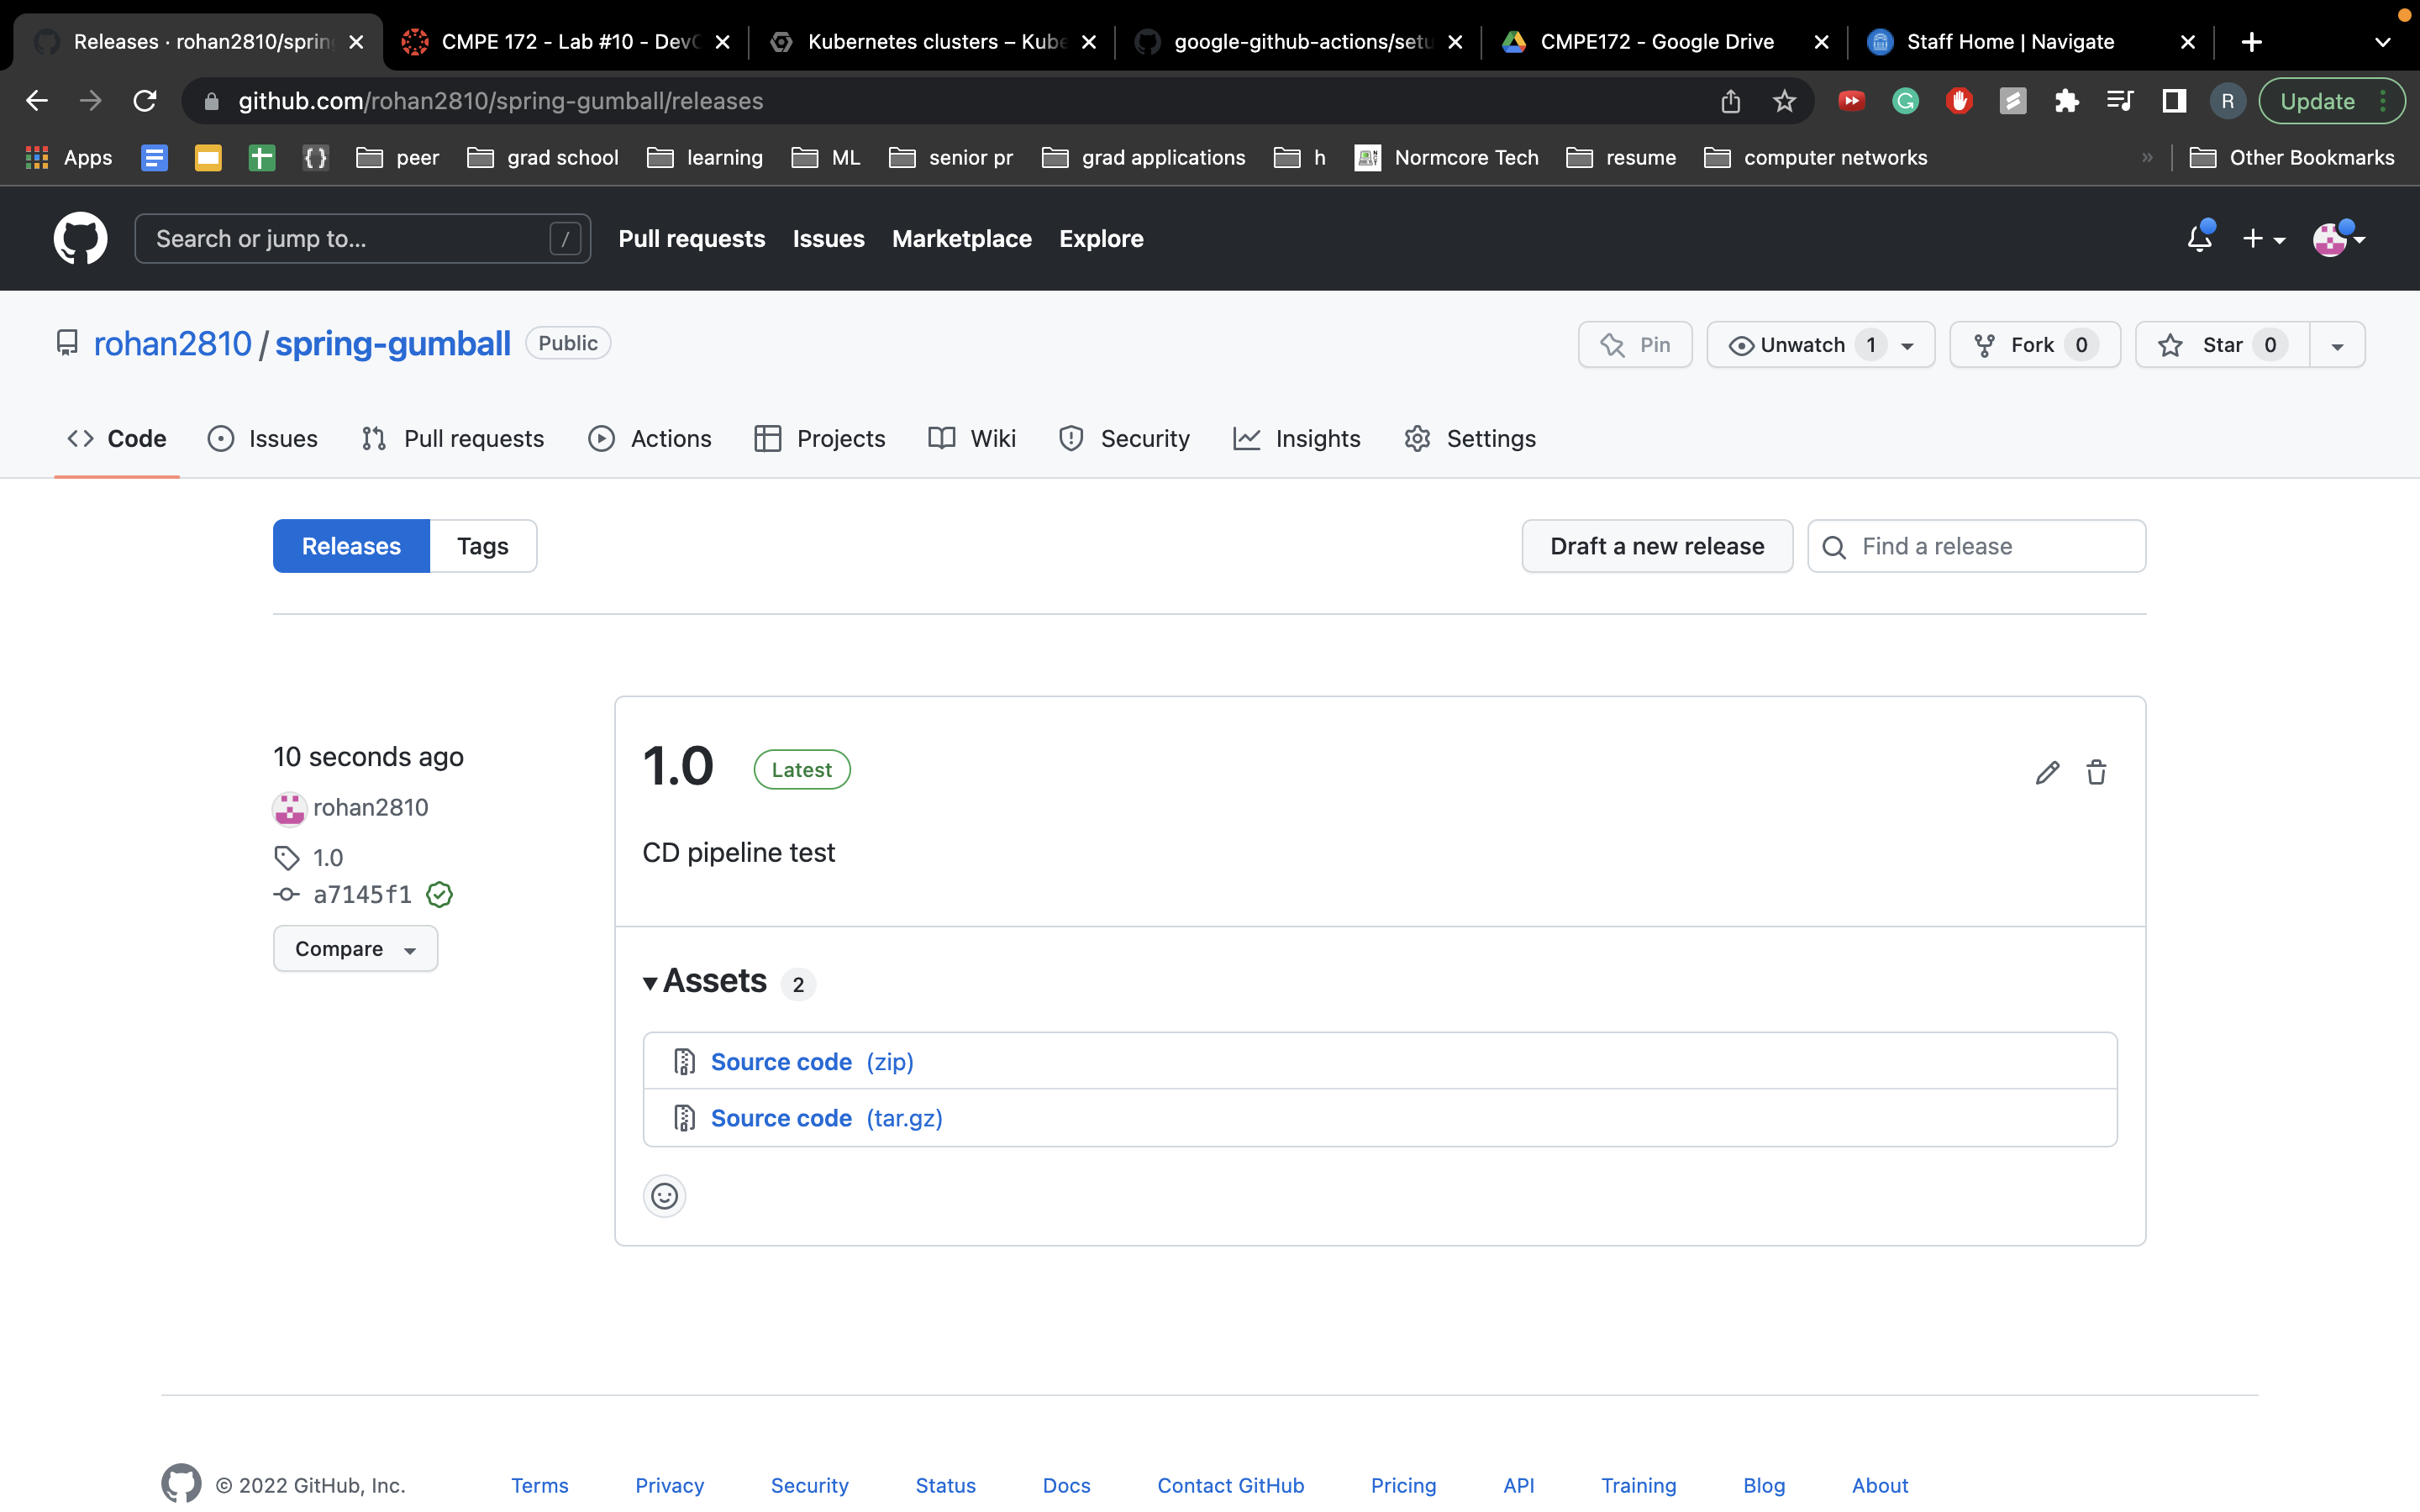 Releases · rohan2810/sprin
CMPE 172 - Lab #10 - DevO
Kubernetes clusters – Kube
google-github-actions/setu
CMPE172 - Google Drive
Staff Home | Navigate
github.com/rohan2810/spring-gumball/releases
R
Update
Apps
peer
grad school
learning
ML
senior pr
grad applications
h
Normcore Tech
resume
computer networks
»
Other Bookmarks
Search or jump to...
/
Pull requests
Issues
Marketplace
Explore
rohan2810 / spring-gumball
Public
Pin
Unwatch 1
Fork 0
Star 0
Code
Issues
Pull requests
Actions
Projects
Wiki
Security
Insights
Settings
Releases
Tags
Draft a new release
Find a release
10 seconds ago
rohan2810
1.0
a7145f1
Compare
1.0
Latest
CD pipeline test
Assets 2
Source code (zip)
Source code (tar.gz)
© 2022 GitHub, Inc.
Terms
Privacy
Security
Status
Docs
Contact GitHub
Pricing
API
Training
Blog
About